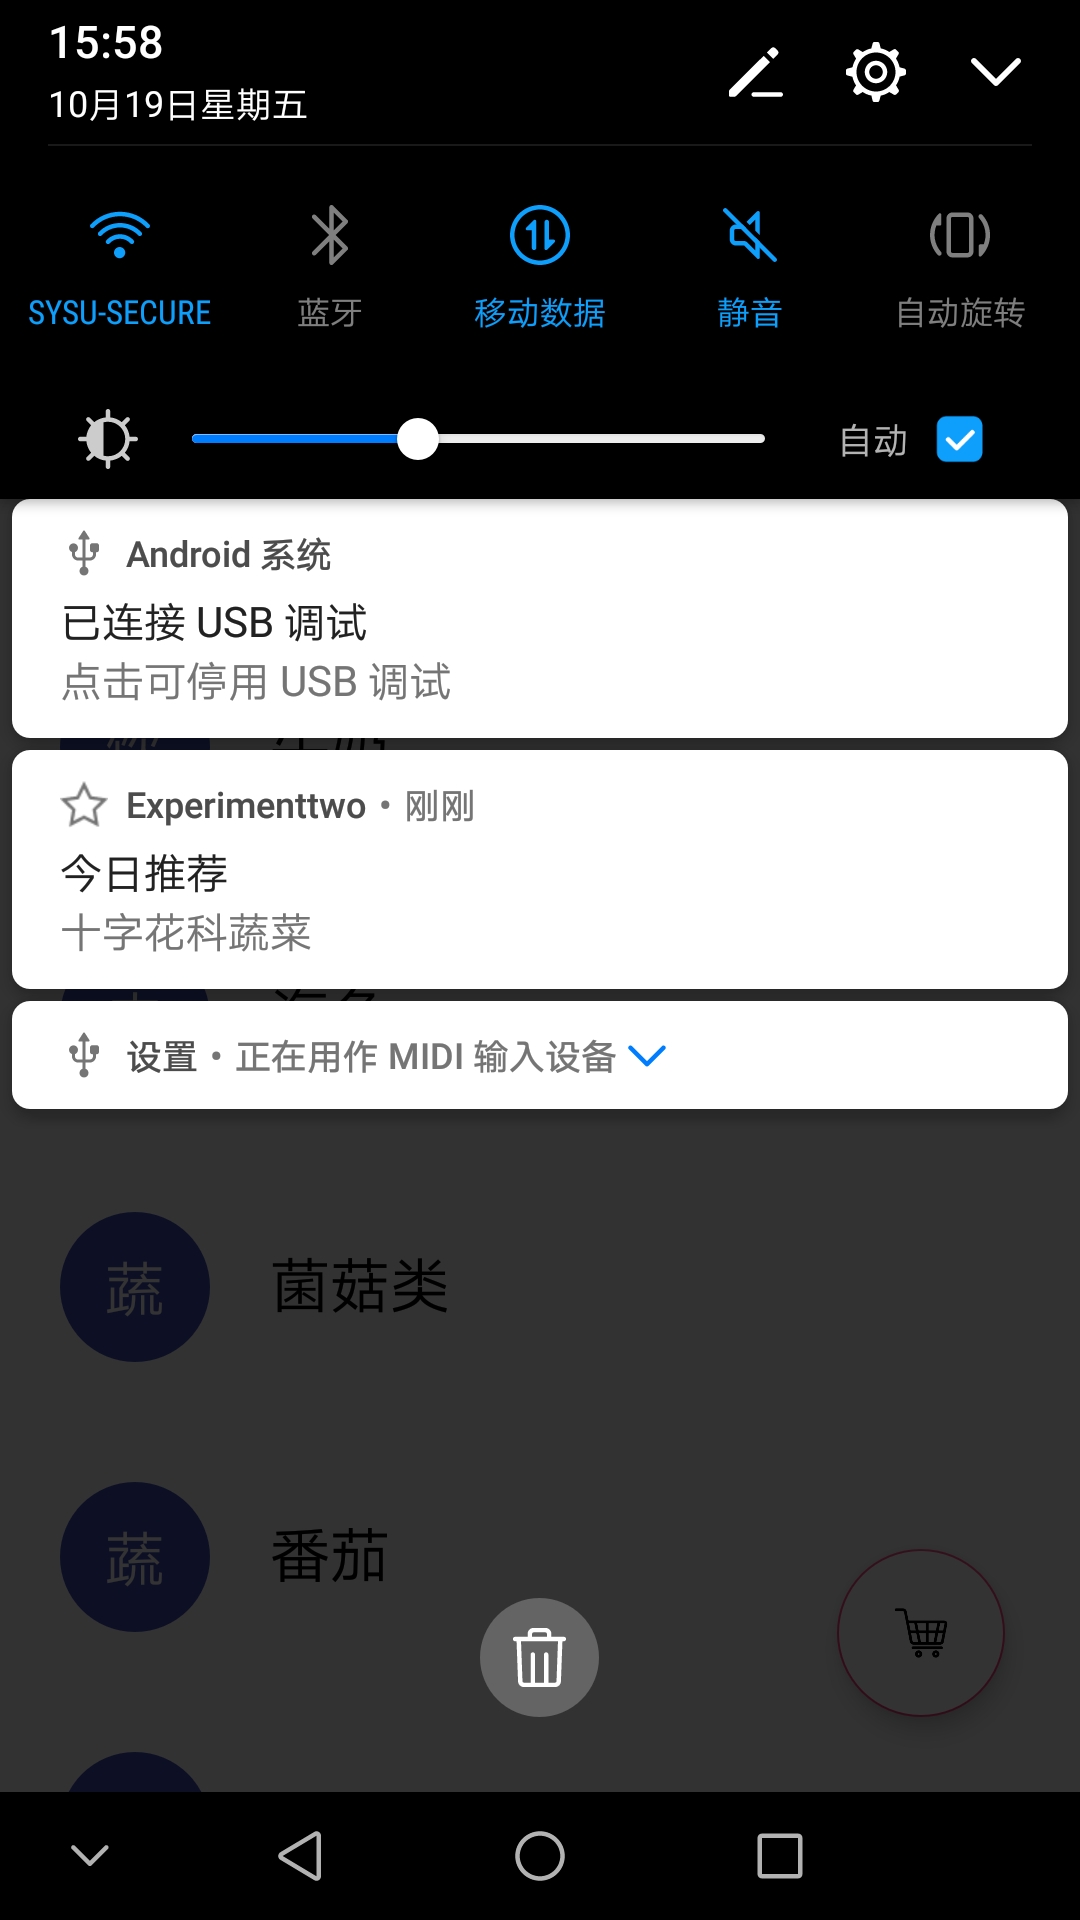 15:58
10月19日星期五
SYSU-SECURE
蓝牙
移动数据
静音
自动旋转
自动
Android 系统
已连接 USB 调试
点击可停用 USB 调试
Experimenttwo • 刚刚
今日推荐
十字花科蔬菜
设置 • 正在用作 MIDI 输入设备
蔬
菌菇类
蔬
番茄